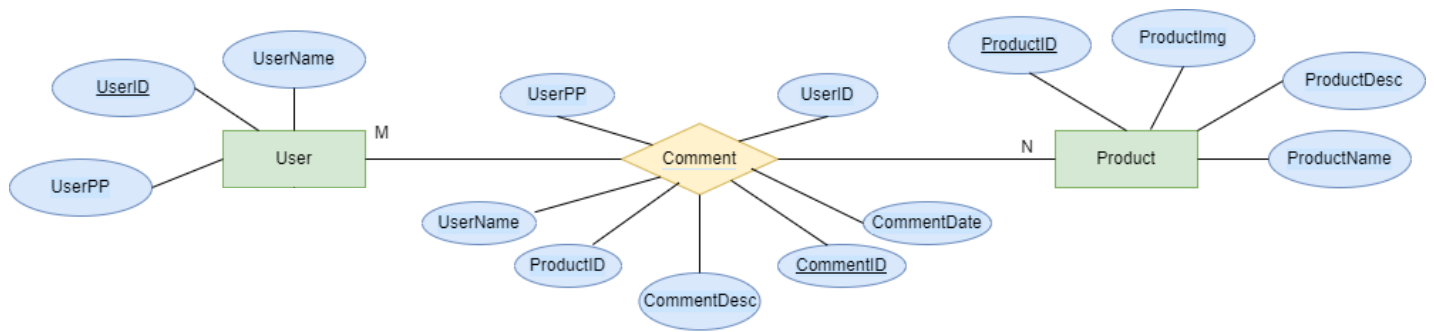 UserName
UserID
UserPP
User
M
UserPP
UserID
Comment
UserName
ProductID
CommentDesc
CommentID
CommentDate
N
ProductID
ProductImg
ProductDesc
Product
ProductName